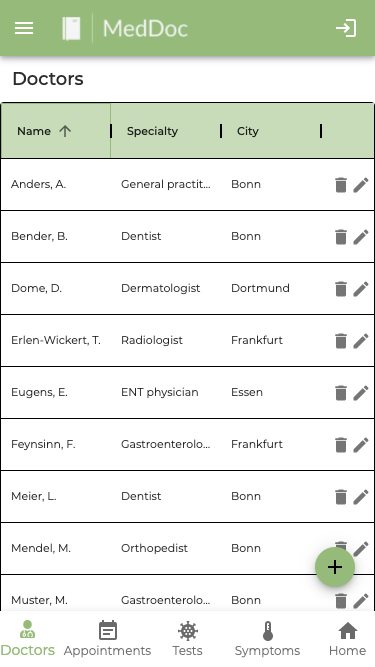 MedDoc
Doctors
Name Specialty City
Anders, A. General practit... Bonn
Bender, B. Dentist Bonn
Dome, D. Dermatologist Dortmund
Erlen-Wickert, T. Radiologist Frankfurt
Eugens, E. ENT physician Essen
Feynsinn, F. Gastroenterolo... Frankfurt
Meier, L. Dentist Bonn
Mendel, M. Orthopedist Bonn
Muster, M. Gastroenterolo... Bonn
Doctors Appointments Tests Symptoms Home